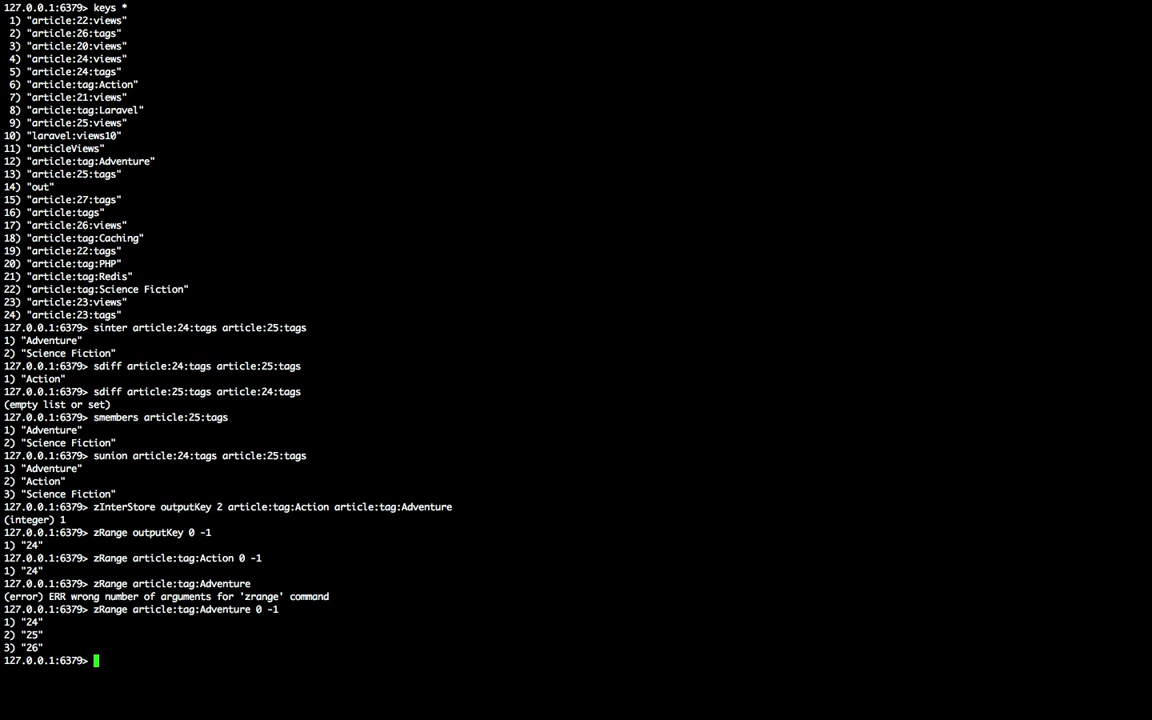 127.0.0.1:6379> keys *
1) "article:22:views"
2) "article:26:tags"
3) "article:20:views"
4) "article:24:views"
5) "article:24:tags"
6) "article:tag:Action"
7) "article:21:views"
8) "article:tag:Laravel"
9) "article:25:views"
10) "laravel:views10"
11) "articleViews"
12) "article:tag:Adventure"
13) "article:25:tags"
14) "out"
15) "article:27:tags"
16) "article:tags"
17) "article:26:views"
18) "article:tag:Caching"
19) "article:22:tags"
20) "article:tag:PHP"
21) "article:tag:Redis"
22) "article:tag:Science Fiction"
23) "article:23:views"
24) "article:23:tags"
127.0.0.1:6379> sinter article:24:tags article:25:tags
1) "Adventure"
2) "Science Fiction"
127.0.0.1:6379> sdiff article:24:tags article:25:tags
1) "Action"
127.0.0.1:6379> sdiff article:25:tags article:24:tags
(empty list or set)
127.0.0.1:6379> smembers article:25:tags
1) "Adventure"
2) "Science Fiction"
127.0.0.1:6379> sunion article:24:tags article:25:tags
1) "Adventure"
2) "Action"
3) "Science Fiction"
127.0.0.1:6379> zInterStore outputKey 2 article:tag:Action article:tag:Adventure
(integer) 1
127.0.0.1:6379> zRange outputKey 0 -1
1) "24"
127.0.0.1:6379> zRange article:tag:Action 0 -1
1) "24"
127.0.0.1:6379> zRange article:tag:Adventure
(error) ERR wrong number of arguments for 'zrange' command
127.0.0.1:6379> zRange article:tag:Adventure 0 -1
1) "24"
2) "25"
3) "26"
127.0.0.1:6379>